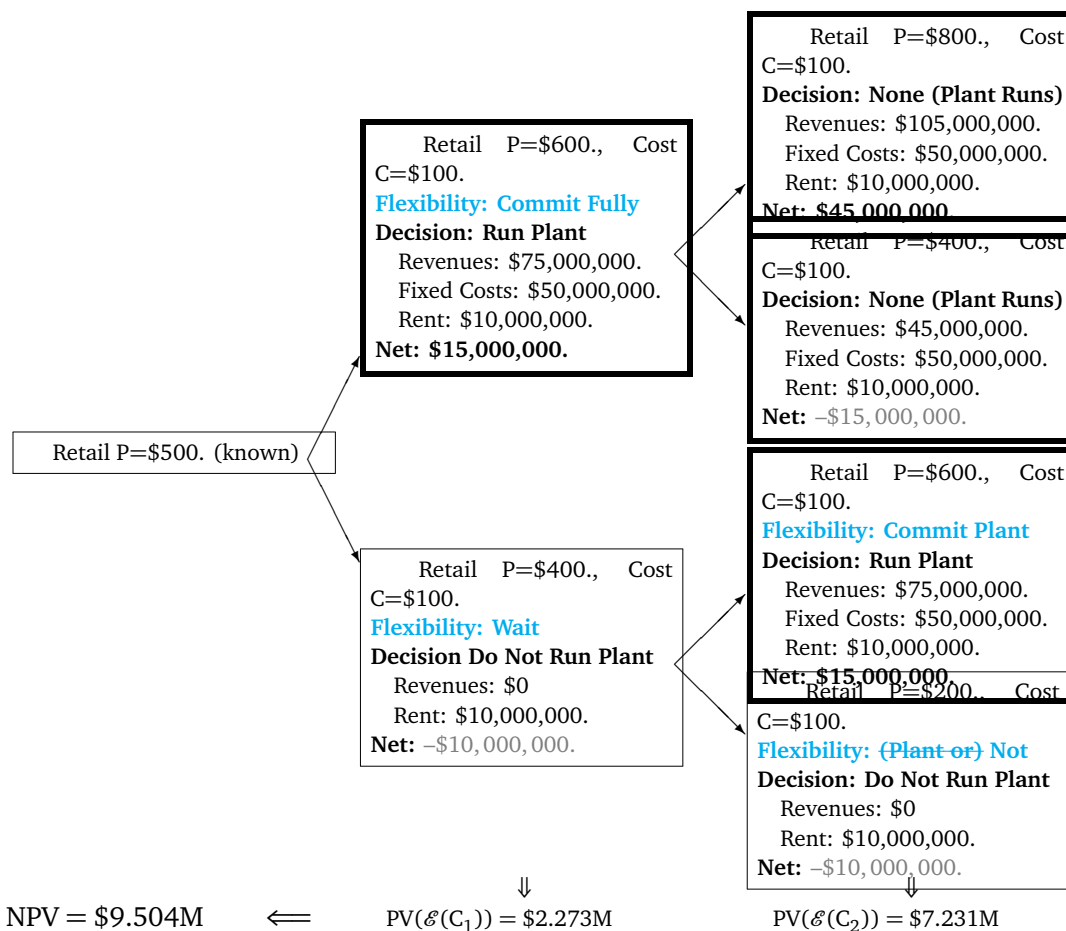 Retail P=$500. (known)
Retail P=$600., Cost
C=$100.
Flexibility: Commit Fully
Decision: Run Plant
Revenues: $75,000,000.
Fixed Costs: $50,000,000.
Rent: $10,000,000.
Net: $15,000,000.
Retail P=$400., Cost
C=$100.
Flexibility: Wait
Decision Do Not Run Plant
Revenues: $0
Rent: $10,000,000.
Net: –$10,000,000.
Retail P=$800., Cost
C=$100.
Decision: None (Plant Runs)
Revenues: $105,000,000.
Fixed Costs: $50,000,000.
Rent: $10,000,000.
Net: $45,000,000.
Retail P=$400., Cost
C=$100.
Decision: None (Plant Runs)
Revenues: $45,000,000.
Fixed Costs: $50,000,000.
Rent: $10,000,000.
Net: –$15,000,000.
Retail P=$600., Cost
C=$100.
Flexibility: Commit Plant
Decision: Run Plant
Revenues: $75,000,000.
Fixed Costs: $50,000,000.
Rent: $10,000,000.
Net: $15,000,000.
Retail P=$200., Cost
C=$100.
Flexibility: (Plant or) Not
Decision: Do Not Run Plant
Revenues: $0
Rent: $10,000,000.
Net: –$10,000,000.
⇓ ⇓
NPV = $9.504M ⟸ PV(ℰ(C₁)) = $2.273M PV(ℰ(C₂)) = $7.231M